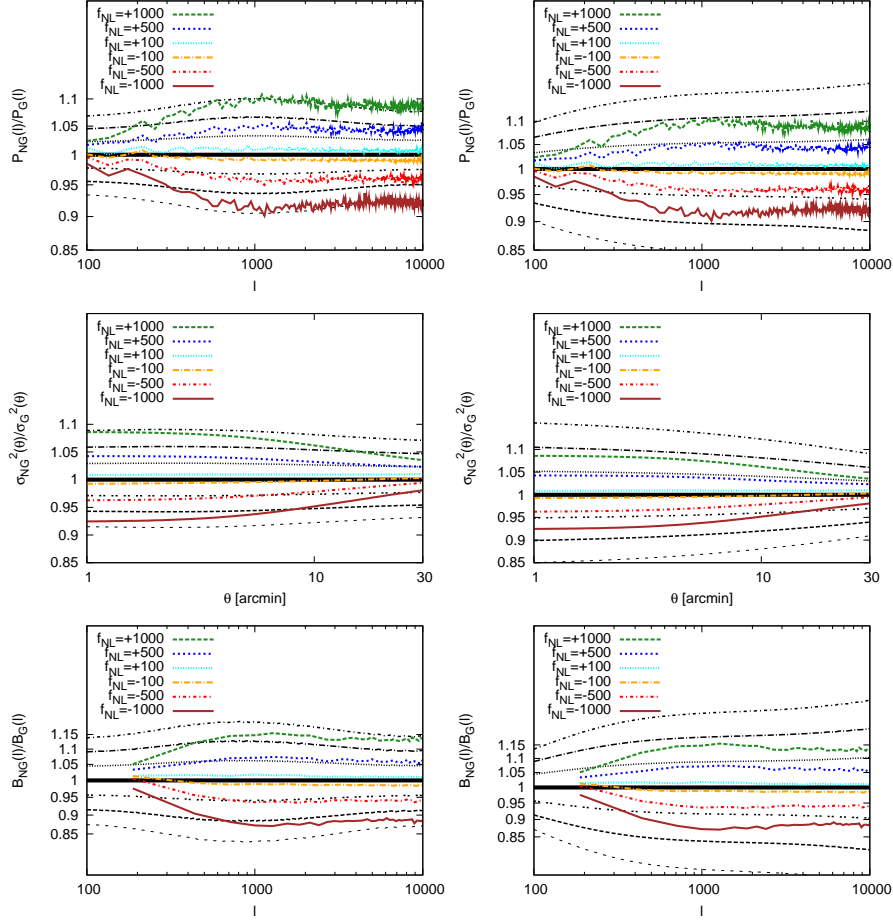 f_NL=+1000
f_NL=+500
f_NL=+100
f_NL=-100
f_NL=-500
f_NL=-1000
P_NG(l)/P_G(l)
1.1
1.05
1
0.95
0.9
0.85
100
1000
10000
l
f_NL=+1000
f_NL=+500
f_NL=+100
f_NL=-100
f_NL=-500
f_NL=-1000
P_NG(l)/P_G(l)
1.1
1.05
1
0.95
0.9
0.85
100
1000
10000
l
f_NL=+1000
f_NL=+500
f_NL=+100
f_NL=-100
f_NL=-500
f_NL=-1000
σ_NG^2(θ)/σ_G^2(θ)
1.1
1.05
1
0.95
0.9
0.85
1
10
30
θ [arcmin]
f_NL=+1000
f_NL=+500
f_NL=+100
f_NL=-100
f_NL=-500
f_NL=-1000
σ_NG^2(θ)/σ_G^2(θ)
1.1
1.05
1
0.95
0.9
0.85
1
10
30
θ [arcmin]
f_NL=+1000
f_NL=+500
f_NL=+100
f_NL=-100
f_NL=-500
f_NL=-1000
B_NG(l)/B_G(l)
1.15
1.1
1.05
1
0.95
0.9
0.85
100
1000
10000
l
f_NL=+1000
f_NL=+500
f_NL=+100
f_NL=-100
f_NL=-500
f_NL=-1000
B_NG(l)/B_G(l)
1.15
1.1
1.05
1
0.95
0.9
0.85
100
1000
10000
l